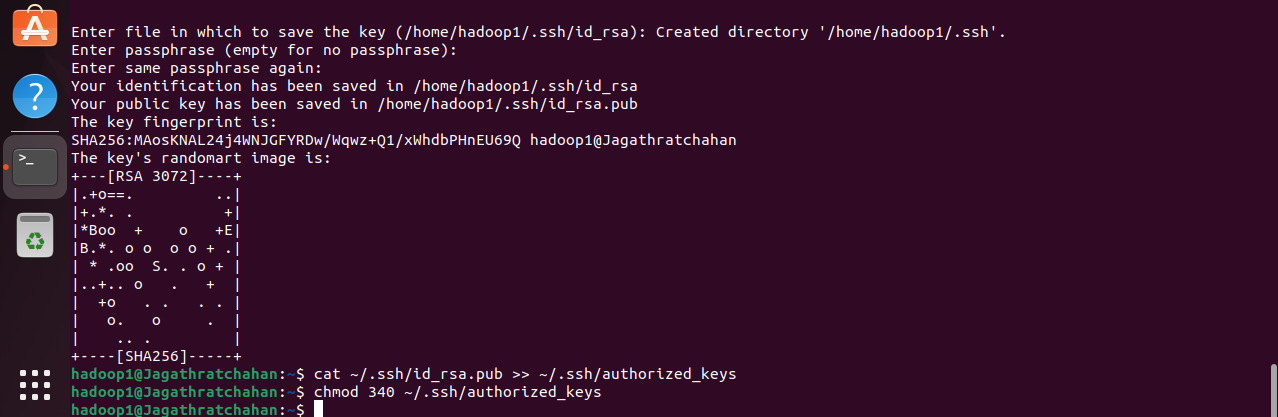 Enter file in which to save the key (/home/hadoop1/.ssh/id_rsa): Created directory '/home/hadoop1/.ssh'.
Enter passphrase (empty for no passphrase):
Enter same passphrase again:
Your identification has been saved in /home/hadoop1/.ssh/id_rsa
Your public key has been saved in /home/hadoop1/.ssh/id_rsa.pub
The key fingerprint is:
SHA256:MAosKNAL24j4WNJGFYRDw/Wqwz+Q1/xWhdbPHnEU69Q hadoop1@Jagathratchahan
The key's randomart image is:
+---[RSA 3072]----+
|.+o==.         ..|
|+.*. .          +|
|*Boo  +    o   +E|
|B.*. o o  o o + .|
| * .oo  S. . o + |
|..+.. o   .   +  |
|  +o   . .   . . |
|   o.   o     .  |
|    .. .         |
+----[SHA256]-----+
hadoop1@Jagathratchahan:~$ cat ~/.ssh/id_rsa.pub >> ~/.ssh/authorized_keys
hadoop1@Jagathratchahan:~$ chmod 340 ~/.ssh/authorized_keys
hadoop1@Jagathratchahan:~$